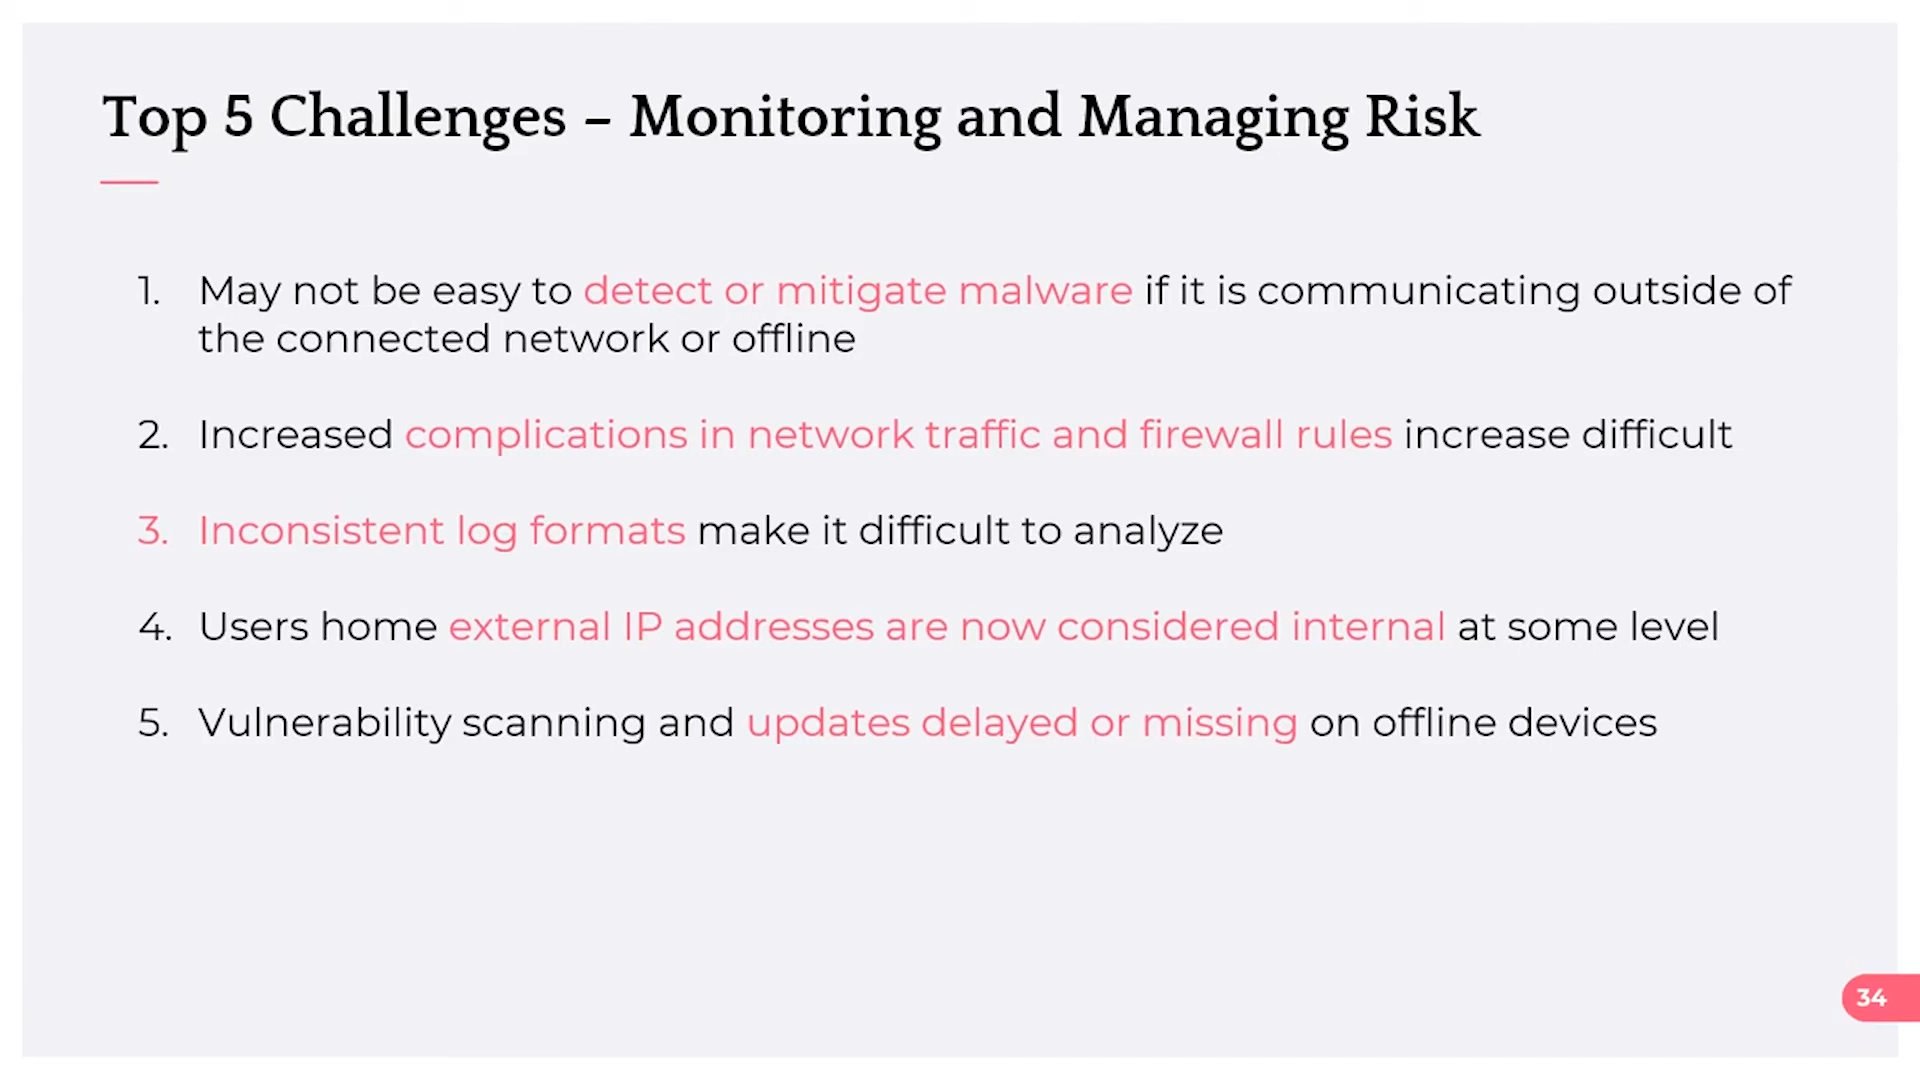 Top 5 Challenges – Monitoring and Managing Risk
1. May not be easy to detect or mitigate malware if it is communicating outside of
the connected network or offline
2. Increased complications in network traffic and firewall rules increase difficult
3. Inconsistent log formats make it difficult to analyze
4. Users home external IP addresses are now considered internal at some level
5. Vulnerability scanning and updates delayed or missing on offline devices
34